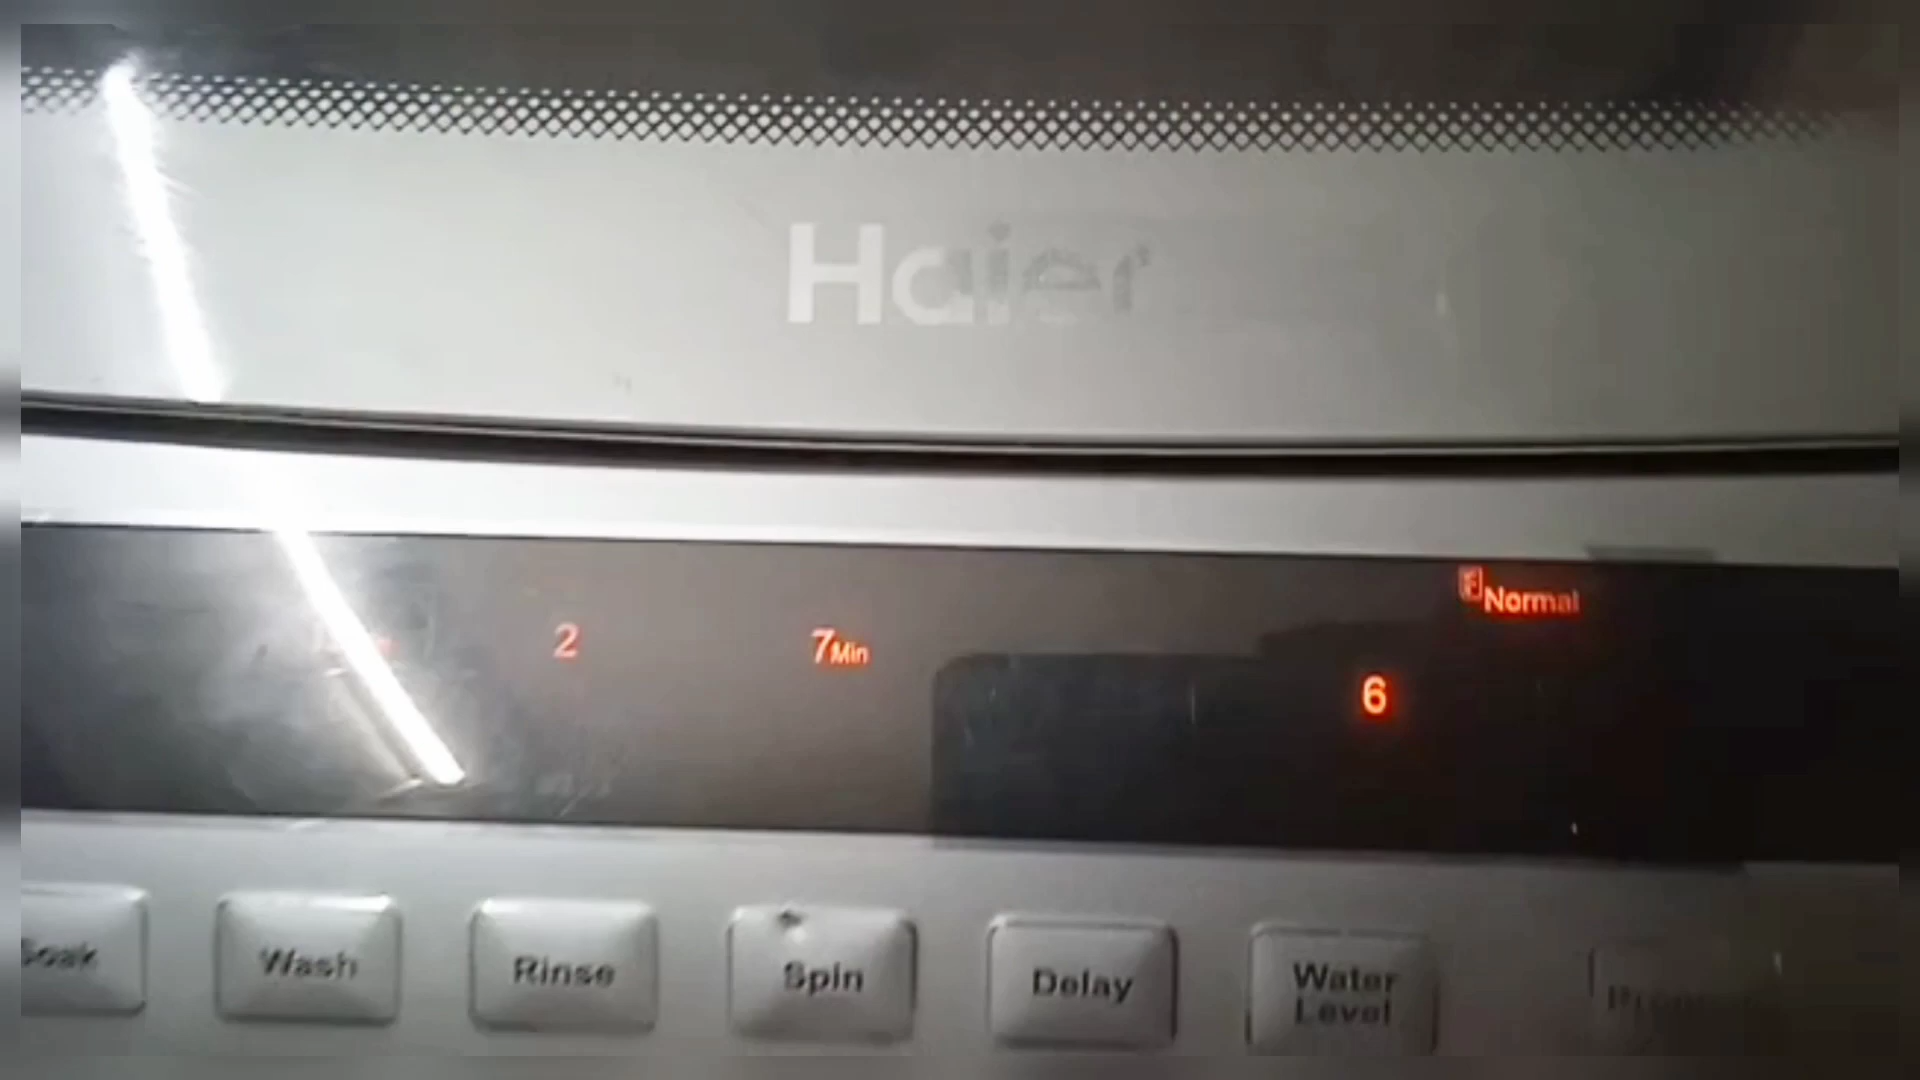 Haier
Normal
2 7Min
6
Soak Wash Rinse Spin Delay Water
Level